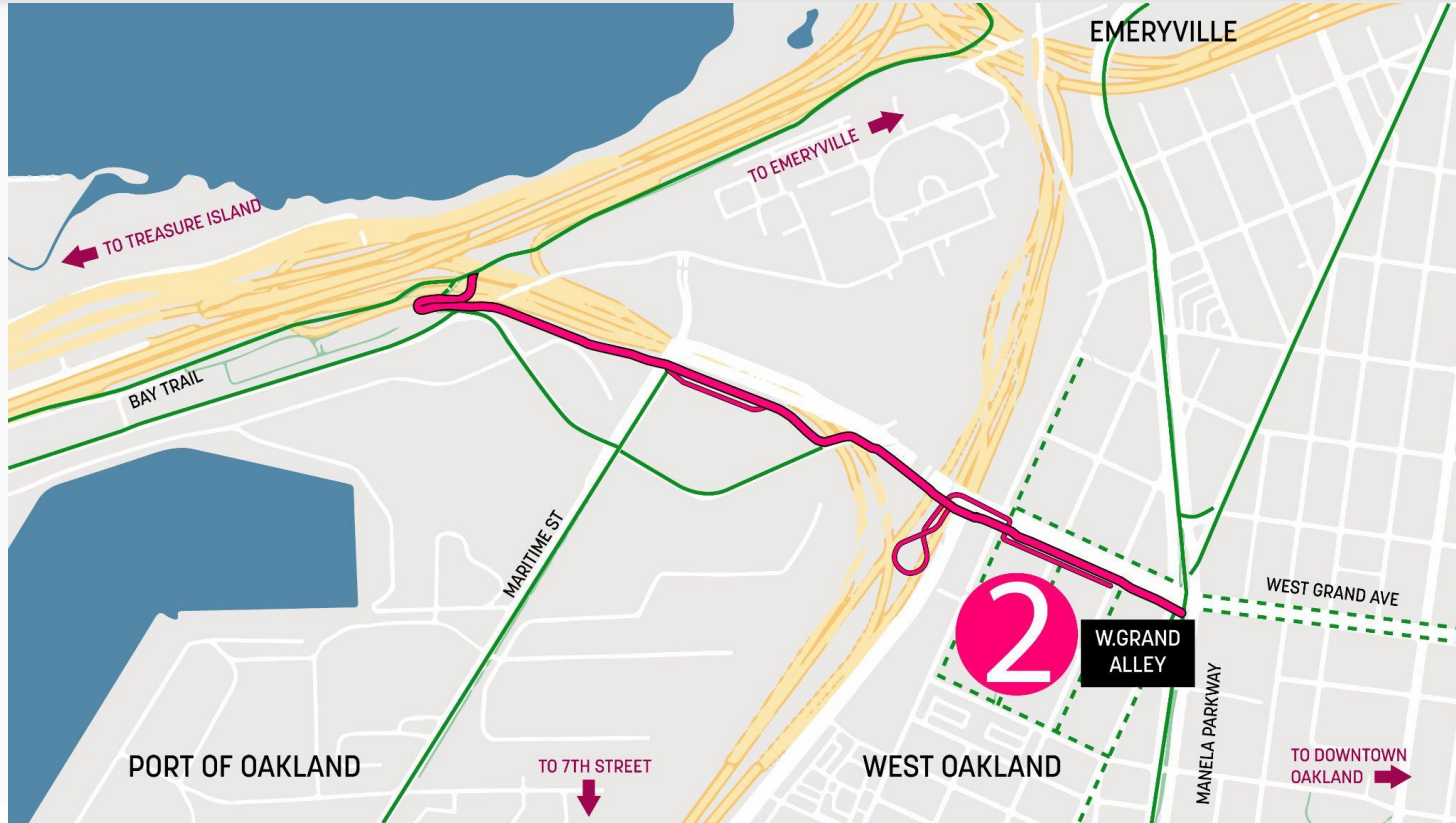 EMERYVILLE
TO EMERYVILLE
TO TREASURE ISLAND
BAY TRAIL
MARITIME ST
WEST GRAND AVE
2
W.GRAND
ALLEY
MANELA PARKWAY
PORT OF OAKLAND
TO 7TH STREET
WEST OAKLAND
TO DOWNTOWN
OAKLAND